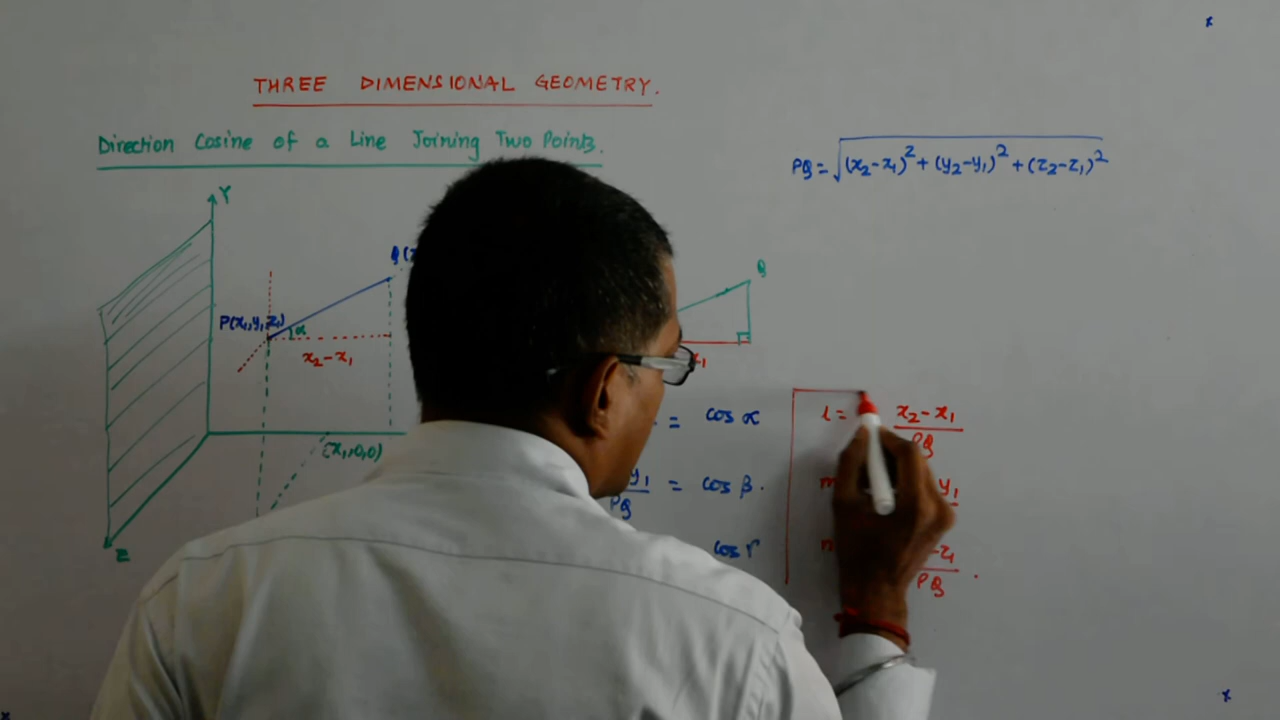 THREE DIMENSIONAL GEOMETRY.
Direction Cosine of a Line Joining Two Points.
PQ = √(x₂-x₁)² + (y₂-y₁)² + (z₂-z₁)²
Y
Q
Q
P(x₁,y₁,z₁)
α
x₂-x₁
(x₁,0,0)
Z
= cos α
y₁/PQ = cos β.
cos γ
l = x₂-x₁/PQ
m y₁
n -z₁/PQ.